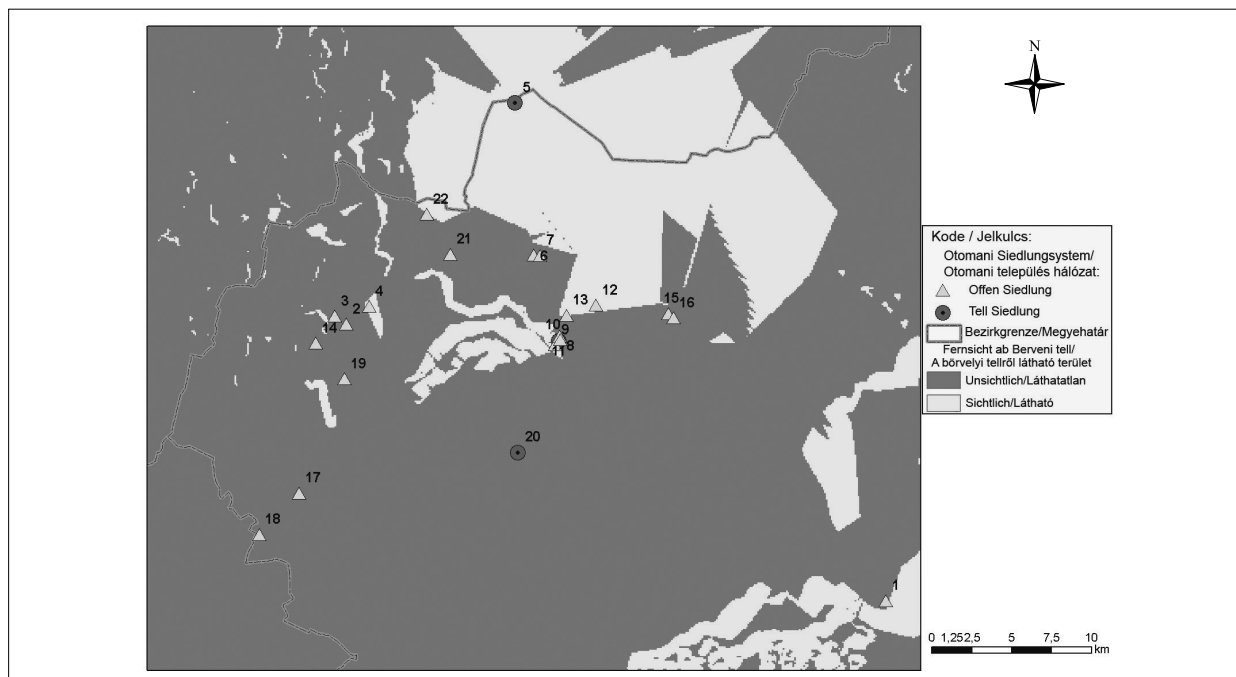 N
5
22
21
7
6
4
3
2
14
12
13
15
16
10
9
8
11
19
20
17
18
1
Kode / Jelkulcs:
Otomani Siedlungsystem/
Otomani település hálózat:
Offen Siedlung
Tell Siedlung
Bezirkgrenze/Megyehatár
Fernsicht ab Berveni tell/
A börvelyi tellről látható terület
Unsichtlich/Láthatatlan
Sichtlich/Látható
0 1,252,5 5 7,5 10
km